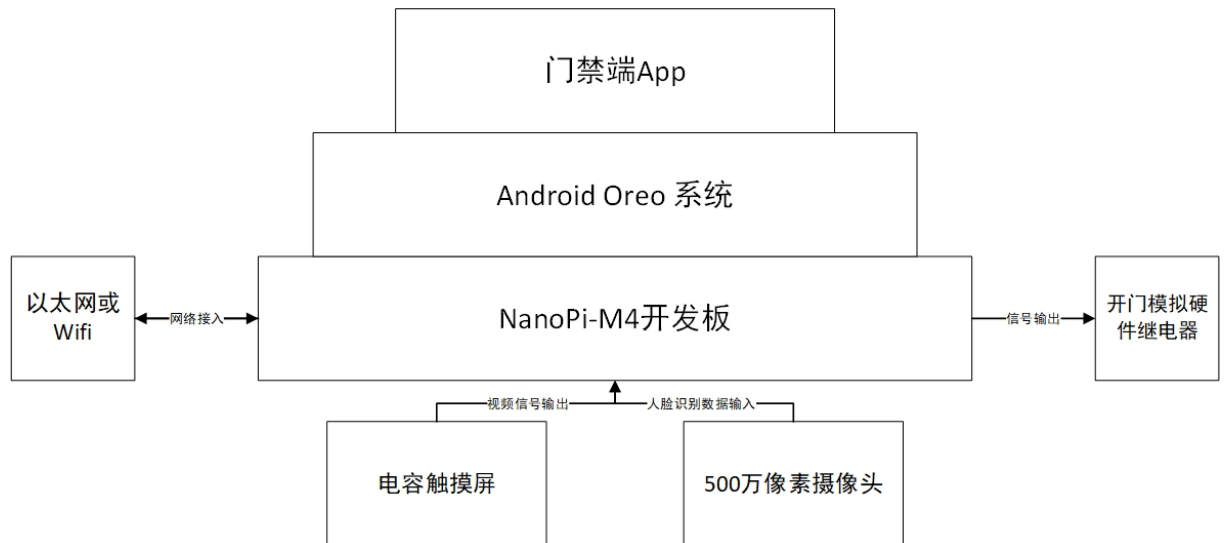 门禁端App
Android Oreo 系统
以太网或
Wifi
网络接入
NanoPi-M4开发板
信号输出
开门模拟硬
件继电器
视频信号输出
人脸识别数据输入
电容触摸屏
500万像素摄像头